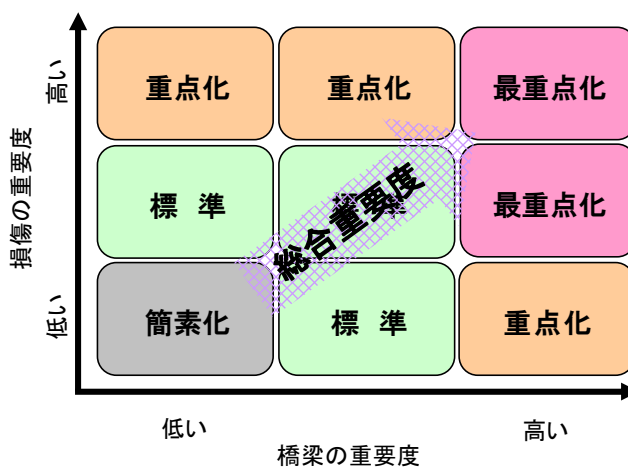 高い
重点化
重点化
最重点化
損傷の重要度
標 準
総合重要度
最重点化
低い
簡素化
標 準
重点化
低い
高い
橋梁の重要度